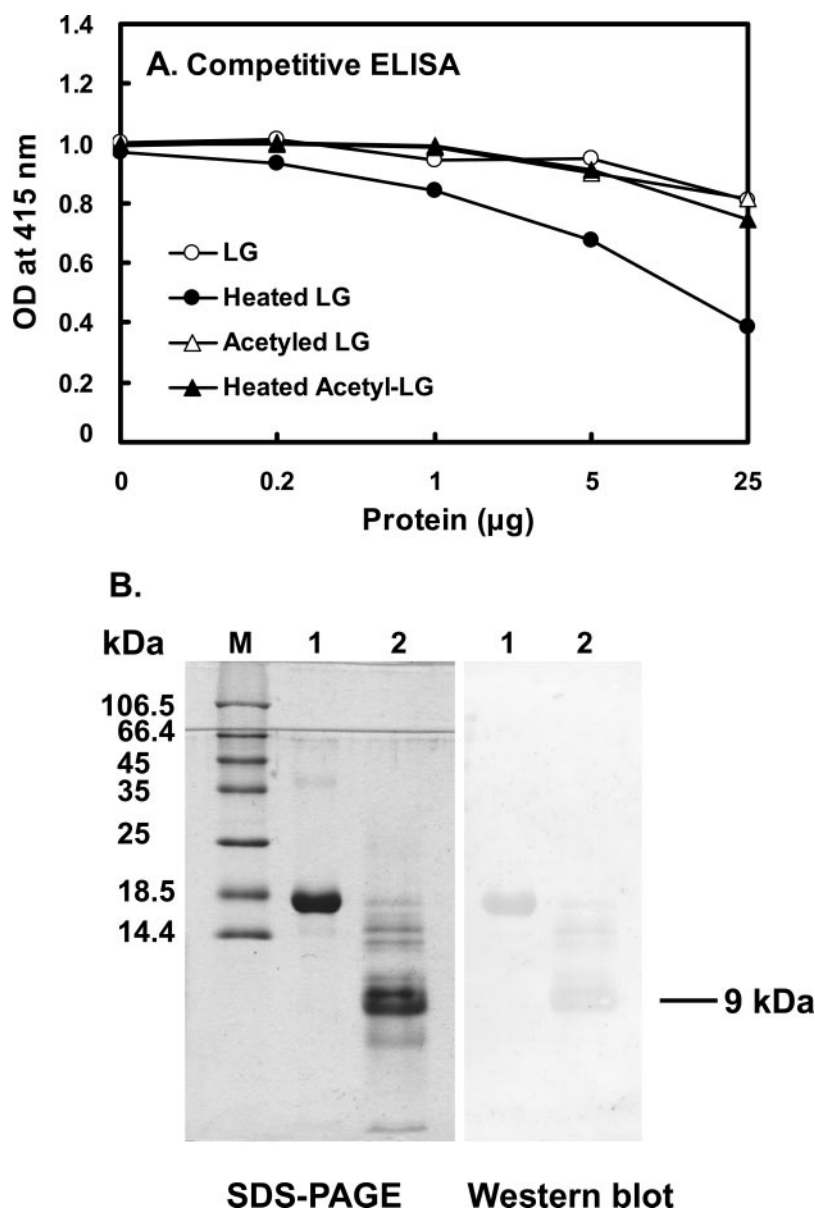 A. Competitive ELISA
OD at 415 nm
1.4
1.2
1.0
0.8
0.6
0.4
0.2
0
LG
Heated LG
Acetyled LG
Heated Acetyl-LG
0 0.2 1 5 25
Protein (µg)
B.
kDa M 1 2 1 2
106.5
66.4
45
35
25
18.5
14.4
9 kDa
SDS-PAGE Western blot